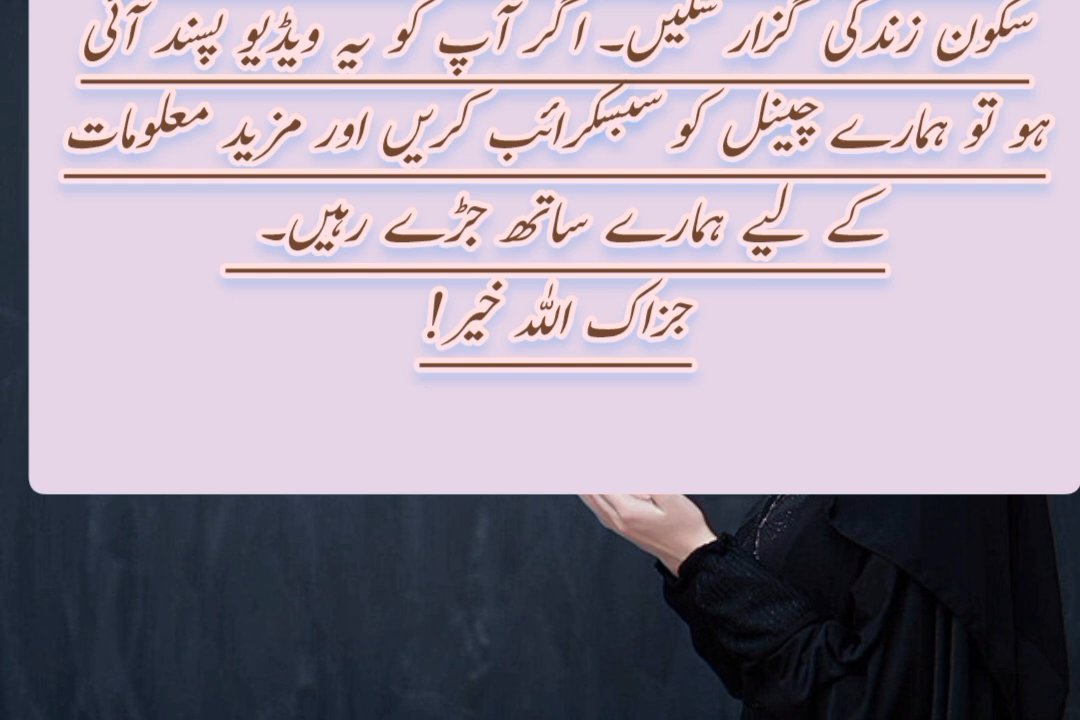 سکون زندگی گزار سکیں۔ اگر آپ کو یہ ویڈیو پسند آئی
ہو تو ہمارے چینل کو سبسکرائب کریں اور مزید معلومات
کے لیے ہمارے ساتھ جڑے رہیں۔
جزاک اللہ خیر!